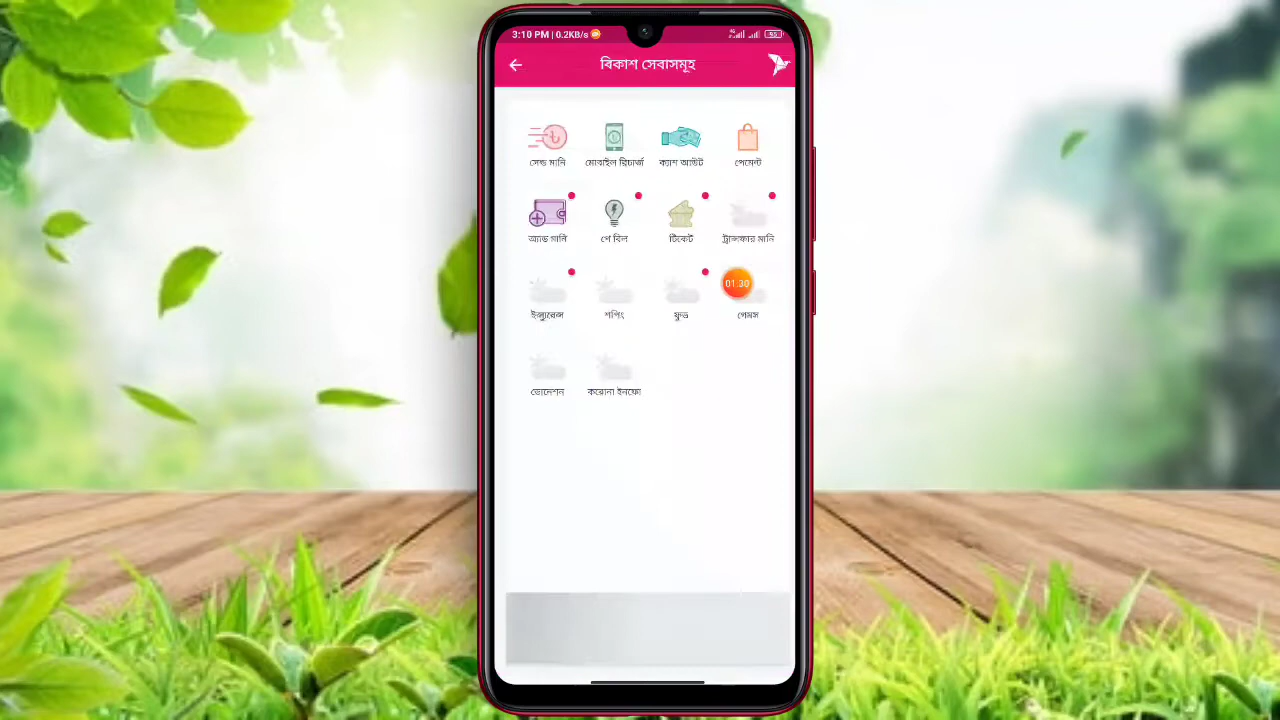 3:10 PM | 0.2KB/s
বিকাশ সেবাসমূহ
সেন্ড মানি মোবাইল রিচার্জ ক্যাশ আউট পেমেন্ট
অ্যাড মানি পে বিল টিকেট ট্রান্সফার মানি
01:30
ইন্স্যুরেন্স শপিং ফুড গেমস
ডোনেশন করোনা ইনফো